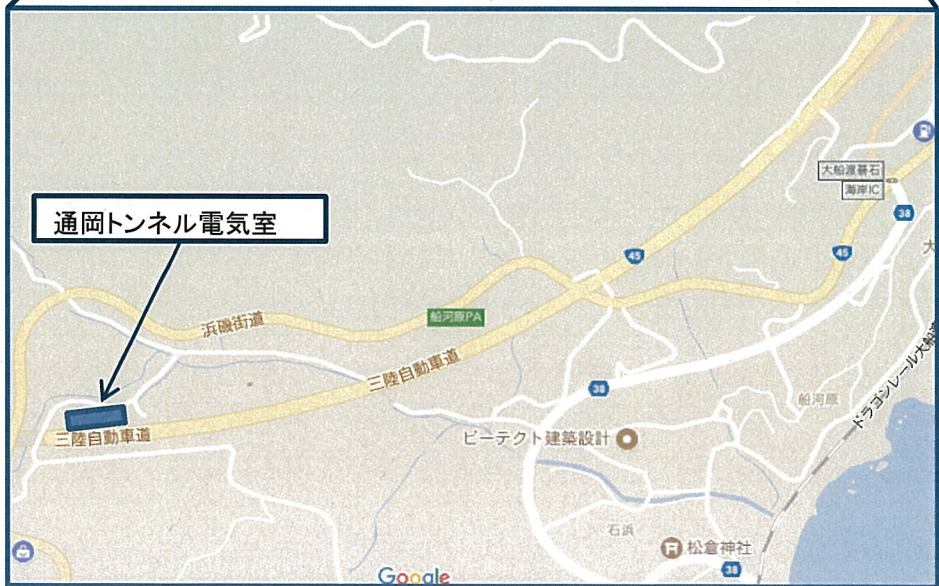 大船渡碁石
海岸IC
38
通岡トンネル電気室
45
45
大
船河原PA
浜磯街道
三陸自動車道
38
船河原
ドラゴンレール大船渡
三陸自動車道
ビーテクト建築設計
石浜
松倉神社
38
Google